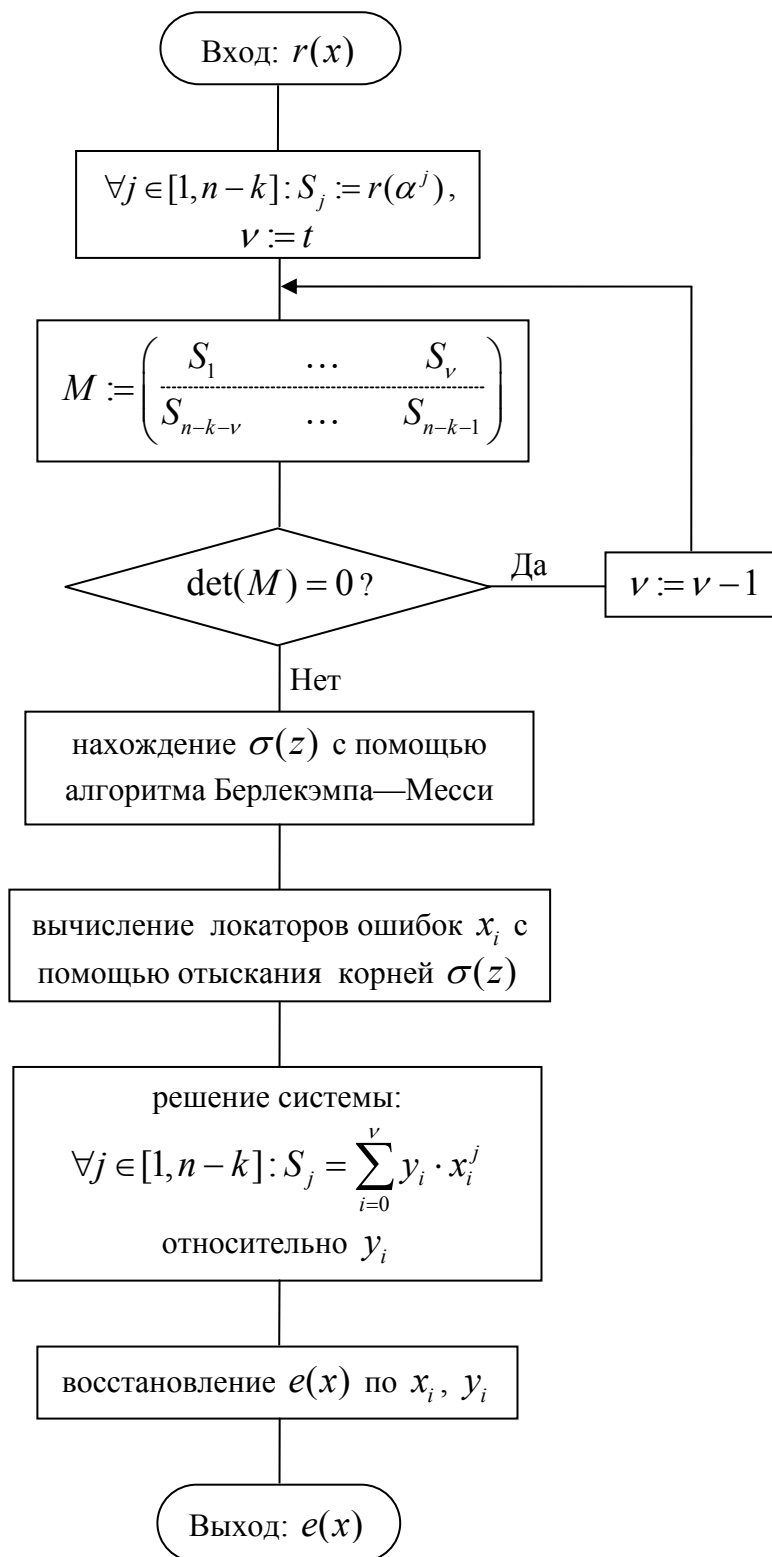 Вход: r(x)
∀j ∈ [1, n − k] : S_j := r(α^j) ,
ν := t
M := ( S_1 … S_ν
S_{n−k−ν} … S_{n−k−1} )
det(M) = 0 ?
Да
ν := ν − 1
Нет
нахождение σ(z) с помощью
алгоритма Берлекэмпа—Месси
вычисление локаторов ошибок x_i с
помощью отыскания корней σ(z)
решение системы:
∀j ∈ [1, n − k] : S_j = ∑_{i=0}^{ν} y_i · x_i^j
относительно y_i
восстановление e(x) по x_i , y_i
Выход: e(x)